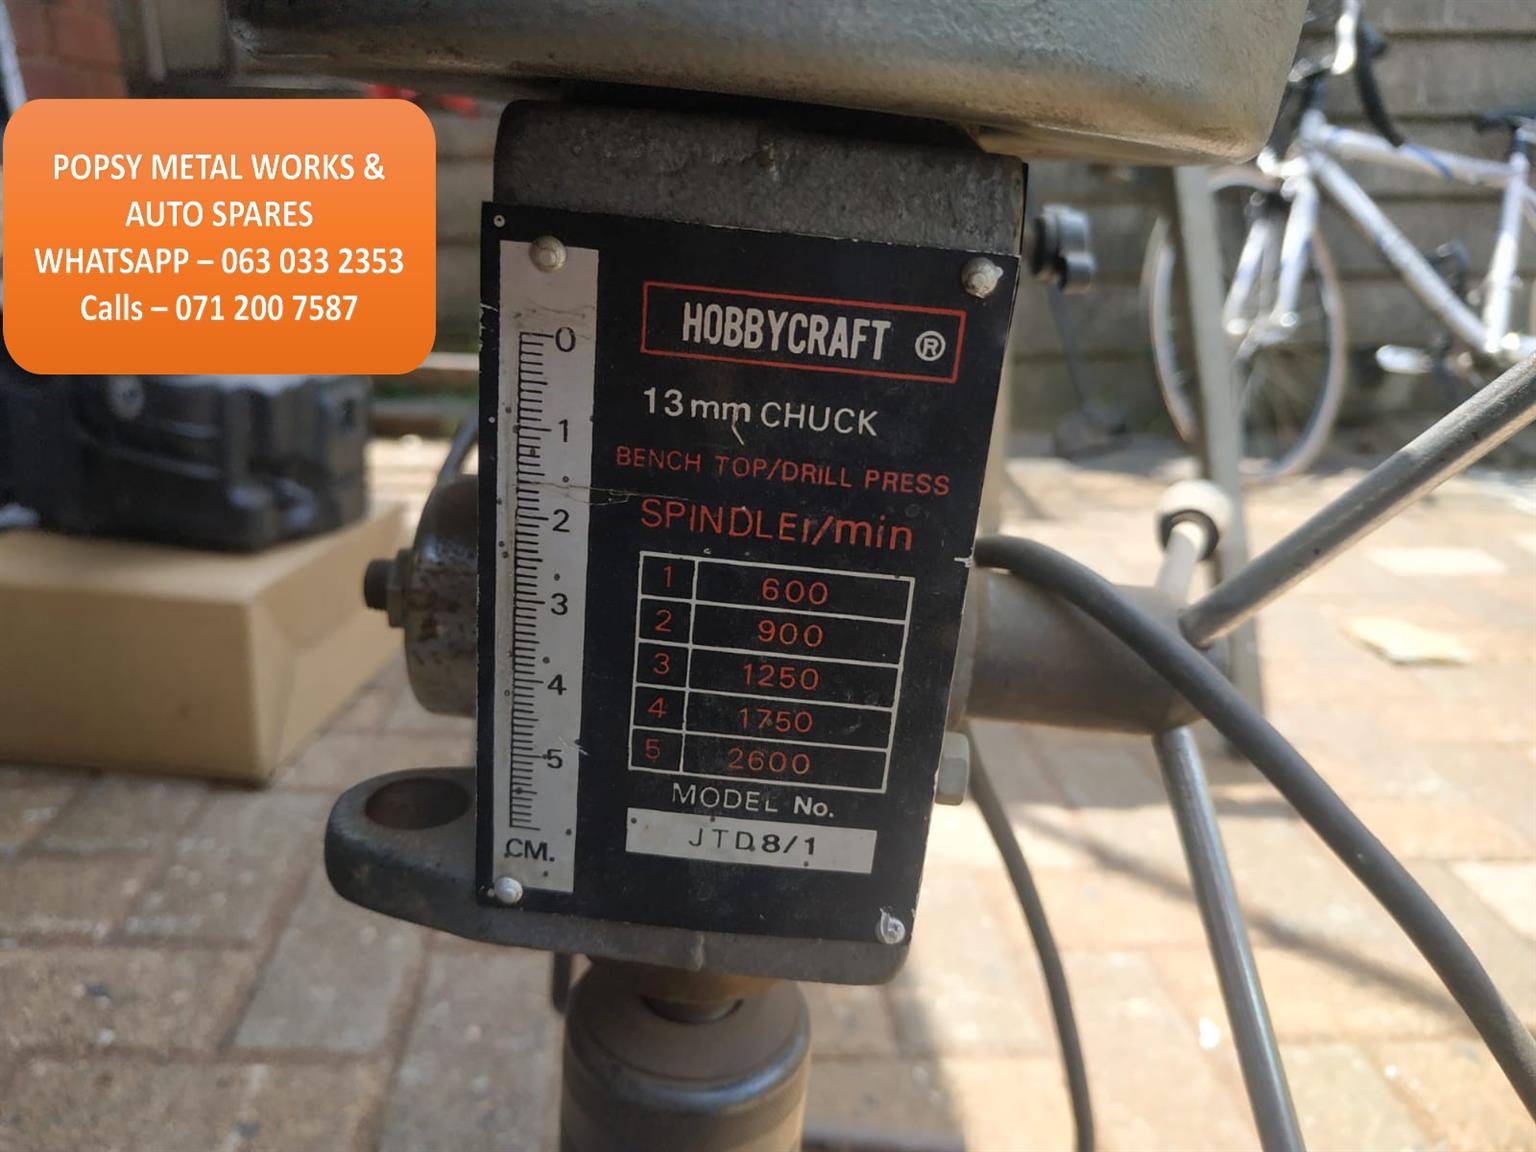 POPSY METAL WORKS &
AUTO SPARES
WHATSAPP – 063 033 2353
Calls – 071 200 7587
HOBBYCRAFT ®
13mm CHUCK
BENCH TOP/DRILL PRESS
SPINDLEr/min
1 600
2 900
3 1250
4 1750
5 2600
MODEL No.
JTD8/1
0
1
2
3
4
5
CM.